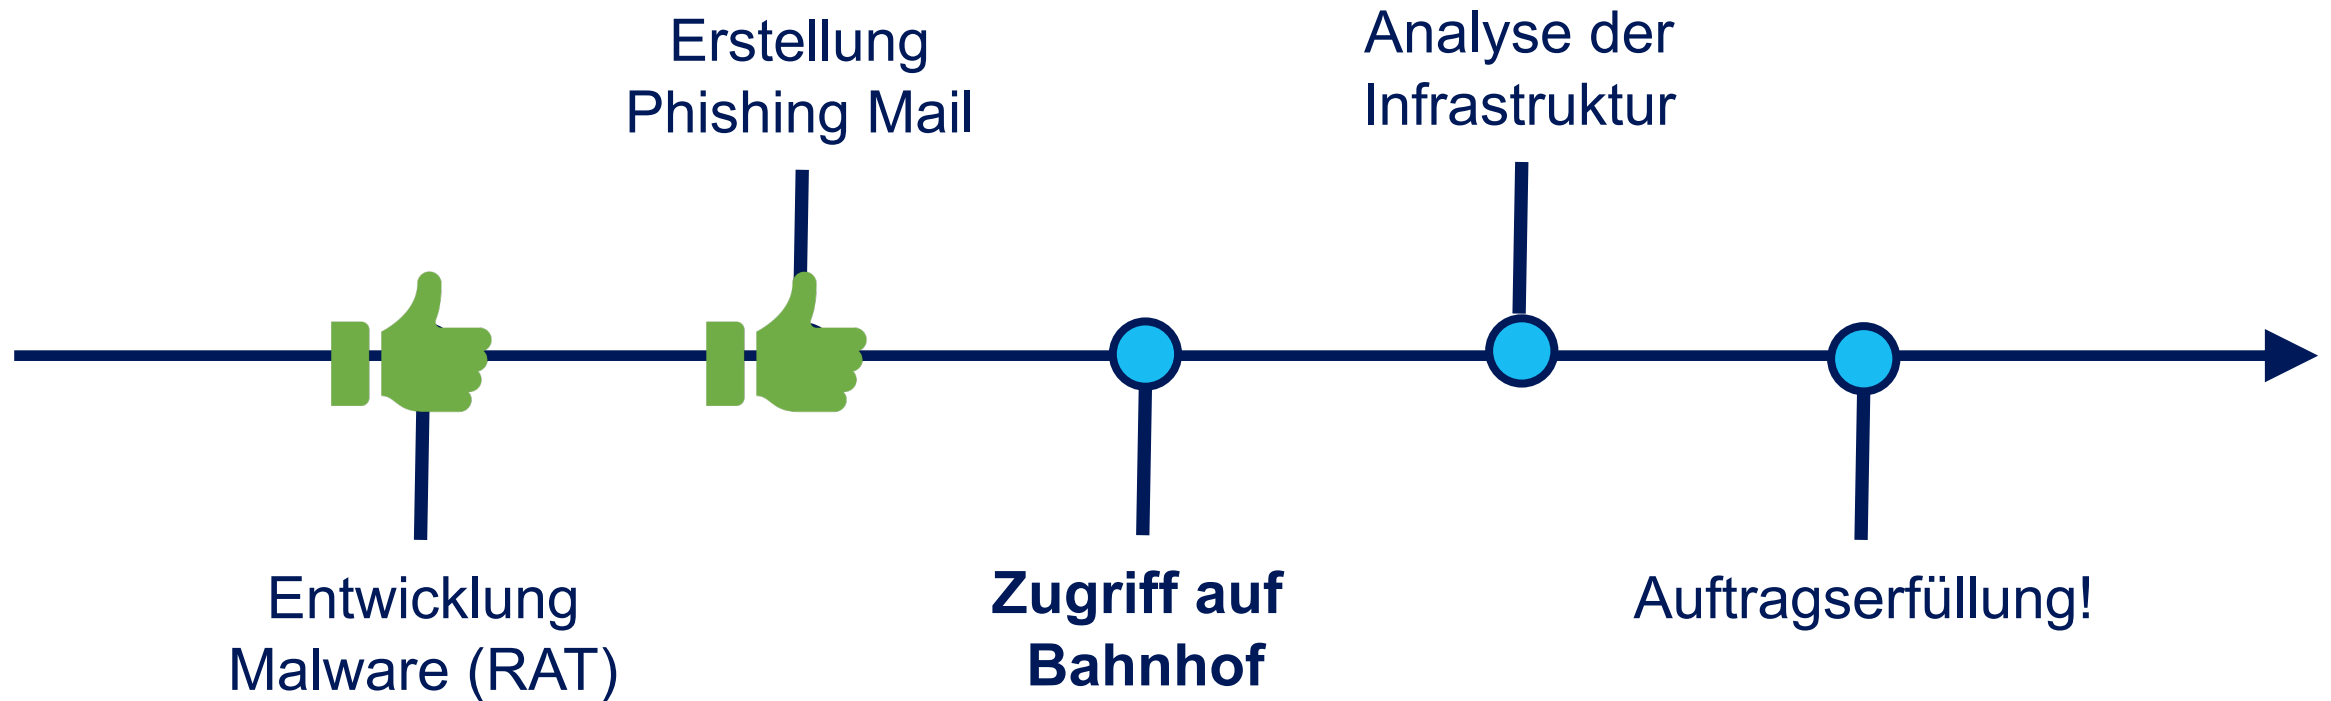 Erstellung
Phishing Mail
Analyse der
Infrastruktur
Entwicklung
Malware (RAT)
Zugriff auf
Bahnhof
Auftragserfüllung!